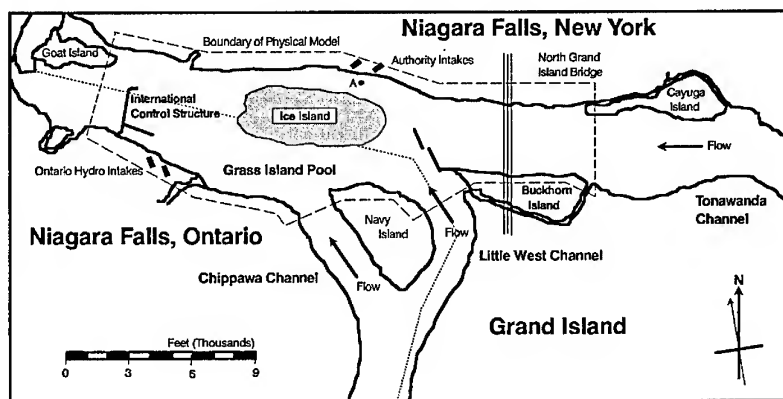 Niagara Falls, New York
Goat Island
Boundary of Physical Model
Authority Intakes
North Grand
Island Bridge
A
Cayuga
Island
International
Control Structure
Ice Island
Flow
Ontario Hydro Intakes
Grass Island Pool
Buckhorn
Island
Tonawanda
Channel
Niagara Falls, Ontario
Navy
Island
Flow
Little West Channel
Chippawa Channel
Flow
N
Grand Island
Feet (Thousands)
0 3 6 9